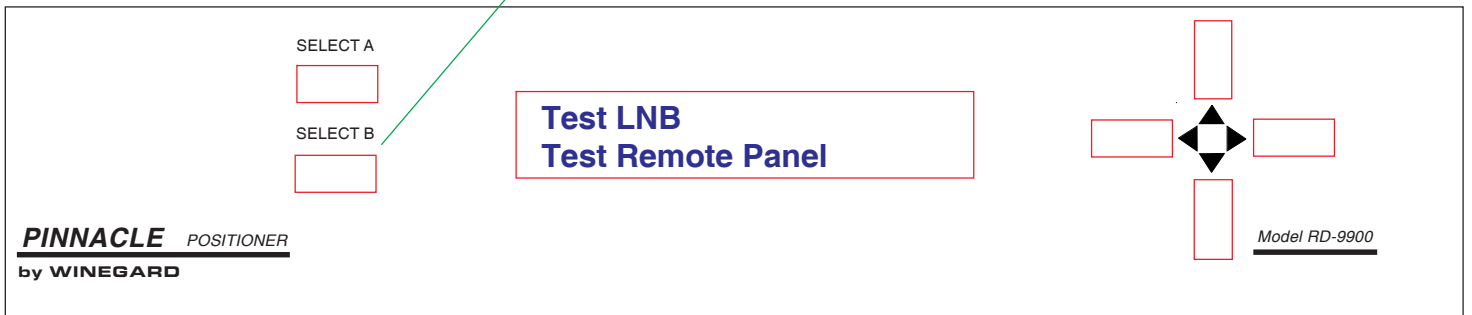 SELECT A
SELECT B
Test LNB
Test Remote Panel
PINNACLE POSITIONER
by WINEGARD
Model RD-9900